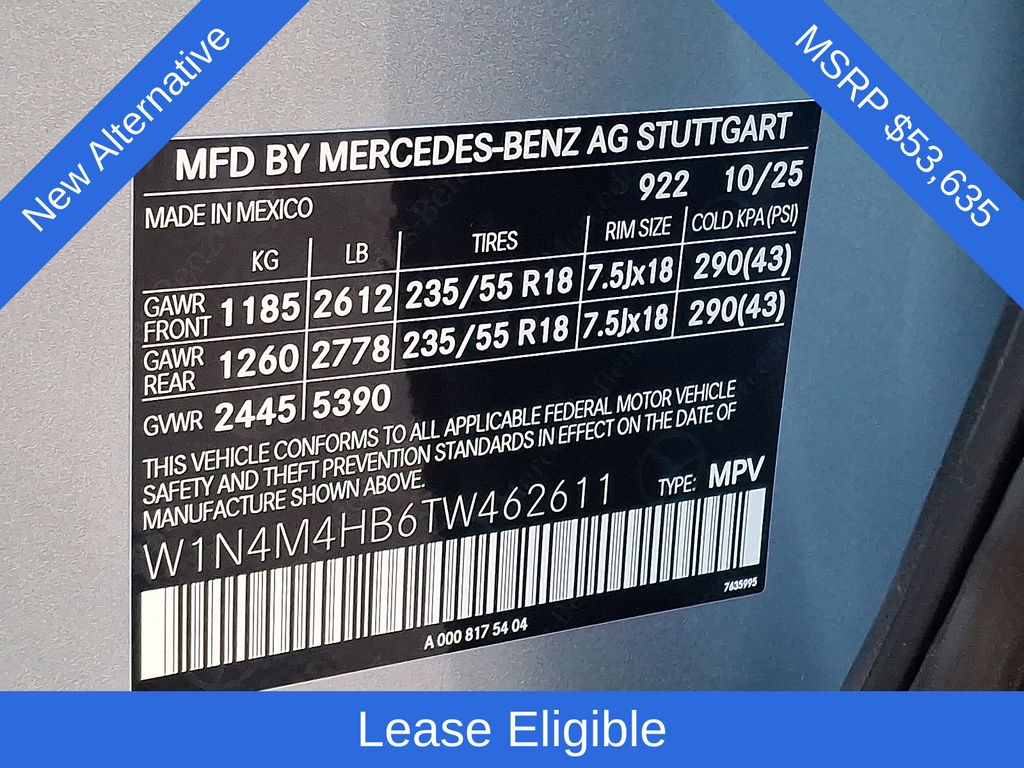 New Alternative
MSRP $53,635
MFD BY MERCEDES-BENZ AG STUTTGART
922 10/25
MADE IN MEXICO
KG LB TIRES RIM SIZE COLD KPA (PSI)
GAWR FRONT 1185 2612 235/55 R18 7.5Jx18 290(43)
GAWR REAR 1260 2778 235/55 R18 7.5Jx18 290(43)
GVWR 2445 5390
THIS VEHICLE CONFORMS TO ALL APPLICABLE FEDERAL MOTOR VEHICLE
SAFETY AND THEFT PREVENTION STANDARDS IN EFFECT ON THE DATE OF
MANUFACTURE SHOWN ABOVE.
W1N4M4HB6TW462611 TYPE: MPV
7635995
A 000 817 54 04
Lease Eligible